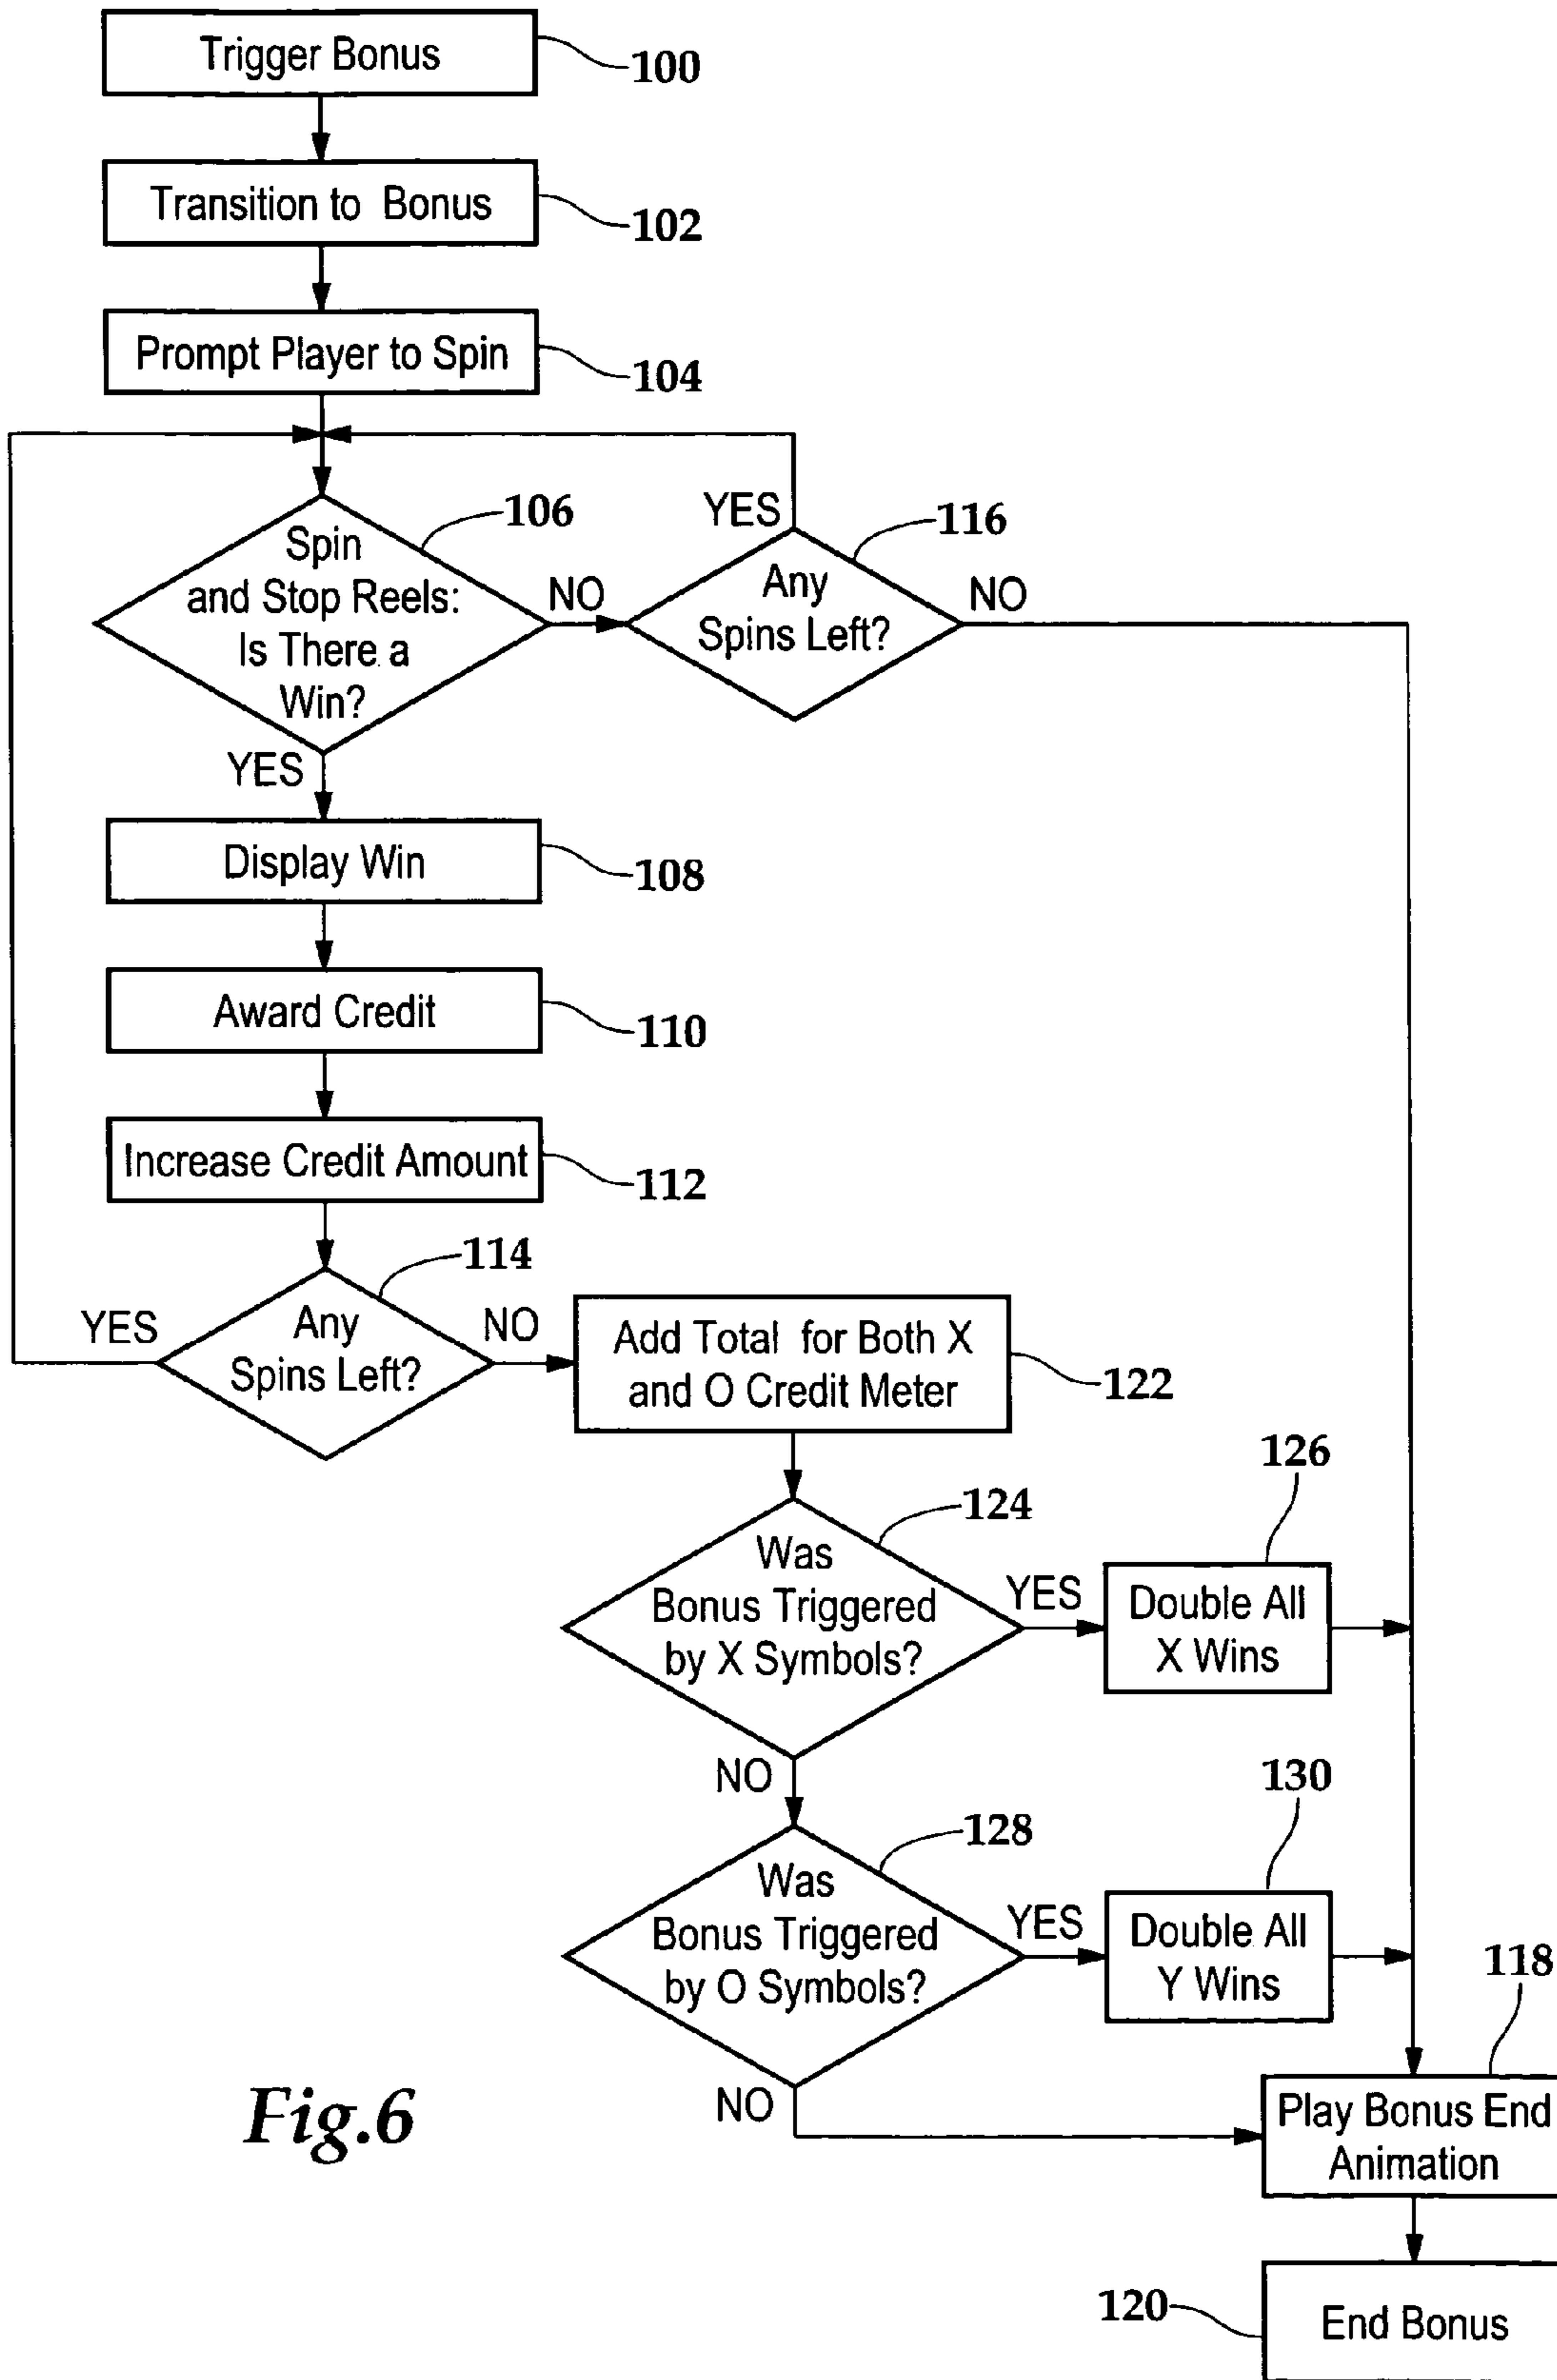 Trigger Bonus
100
Transition to Bonus
102
Prompt Player to Spin
104
Spin
and Stop Reels:
Is There a
Win?
106
NO
YES
YES
Any
Spins Left?
116
NO
Display Win
108
Award Credit
110
Increase Credit Amount
112
Any
Spins Left?
114
YES
NO
Add Total for Both X
and O Credit Meter
122
Was
Bonus Triggered
by X Symbols?
124
YES
Double All
X Wins
126
NO
Was
Bonus Triggered
by O Symbols?
128
YES
Double All
Y Wins
130
NO
Play Bonus End
Animation
118
End Bonus
120
Fig.6